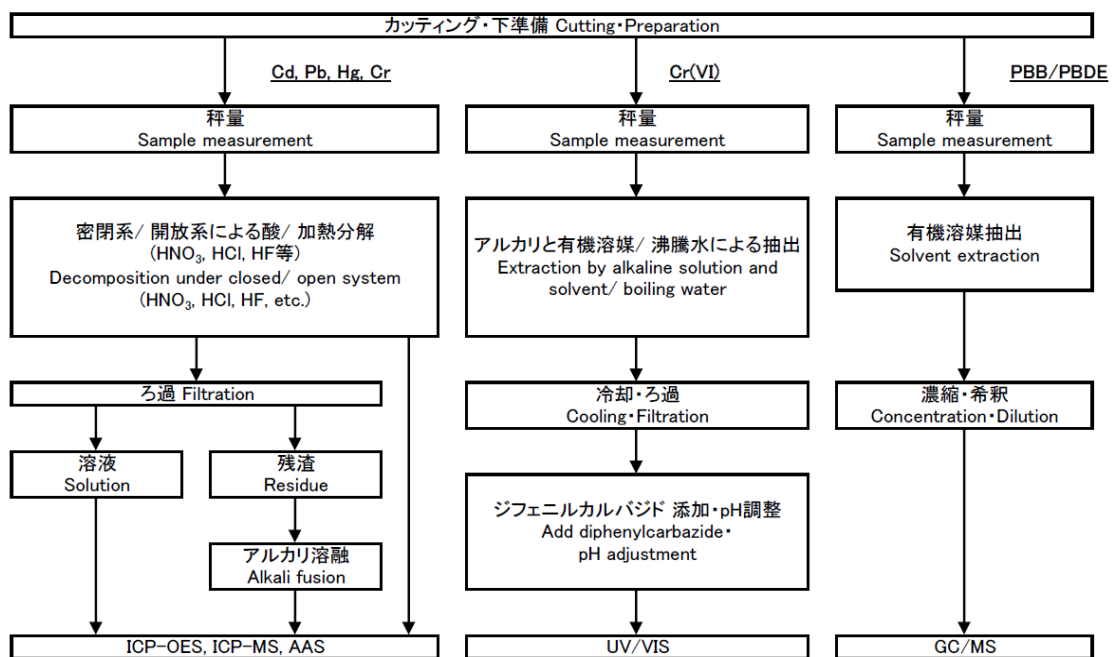 カッティング・下準備 Cutting・Preparation
Cd, Pb, Hg, Cr
Cr(VI)
PBB/PBDE
秤量
Sample measurement
秤量
Sample measurement
秤量
Sample measurement
密閉系/ 開放系による酸/ 加熱分解
(HNO₃, HCl, HF等)
Decomposition under closed/ open system
(HNO₃, HCl, HF, etc.)
アルカリと有機溶媒/ 沸騰水による抽出
Extraction by alkaline solution and
solvent/ boiling water
有機溶媒抽出
Solvent extraction
ろ過 Filtration
冷却・ろ過
Cooling・Filtration
濃縮・希釈
Concentration・Dilution
溶液
Solution
残渣
Residue
ジフェニルカルバジド 添加・pH調整
Add diphenylcarbazide・
pH adjustment
アルカリ溶融
Alkali fusion
ICP-OES, ICP-MS, AAS
UV/VIS
GC/MS